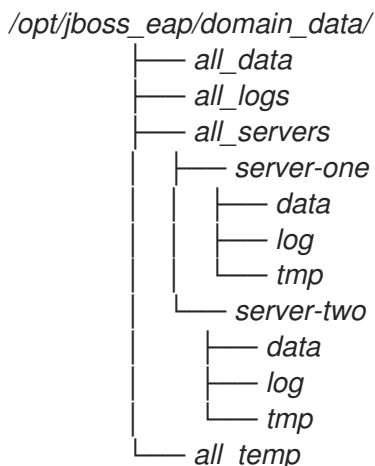 /opt/jboss_eap/domain_data/
├── all_data
├── all_logs
├── all_servers
│   ├── server-one
│   │   ├── data
│   │   ├── log
│   │   └── tmp
│   └── server-two
│       ├── data
│       ├── log
│       └── tmp
└── all_temp